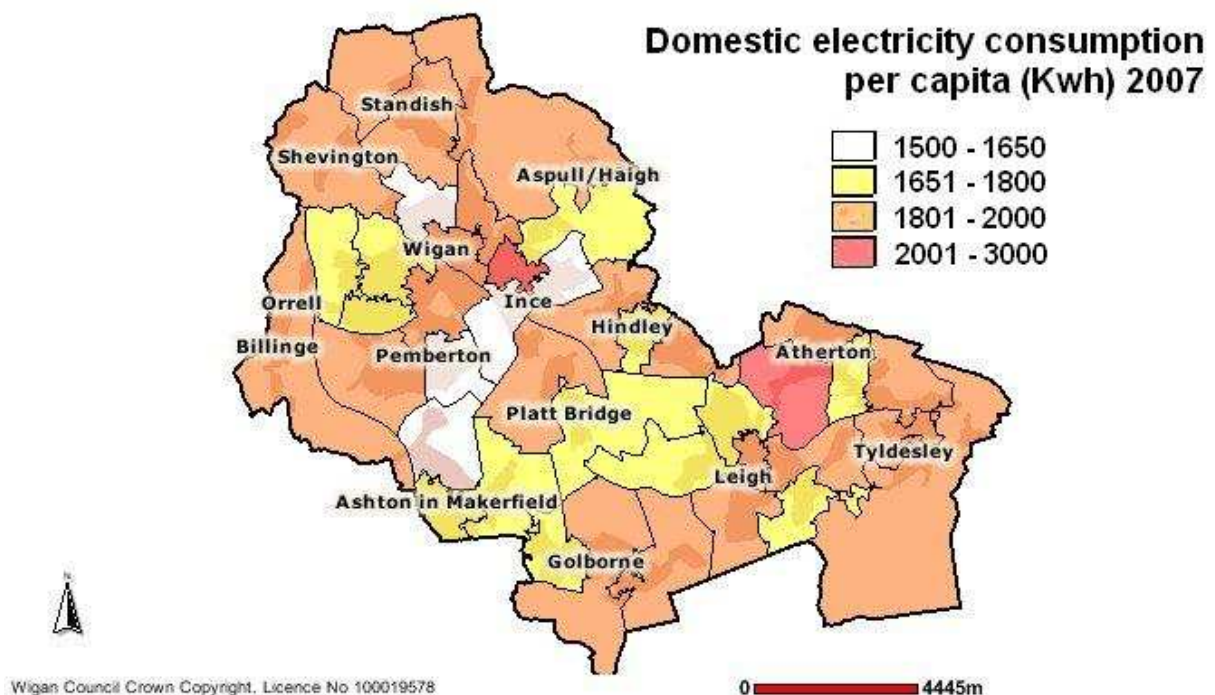 Domestic electricity consumption
per capita (Kwh) 2007
1500 - 1650
1651 - 1800
1801 - 2000
2001 - 3000
Standish
Shevington
Aspull/Haigh
Wigan
Orrell
Ince
Hindley
Billinge
Pemberton
Atherton
Platt Bridge
Tyldesley
Leigh
Ashton in Makerfield
Golborne
N
Wigan Council Crown Copyright. Licence No 100019578
0 4445m